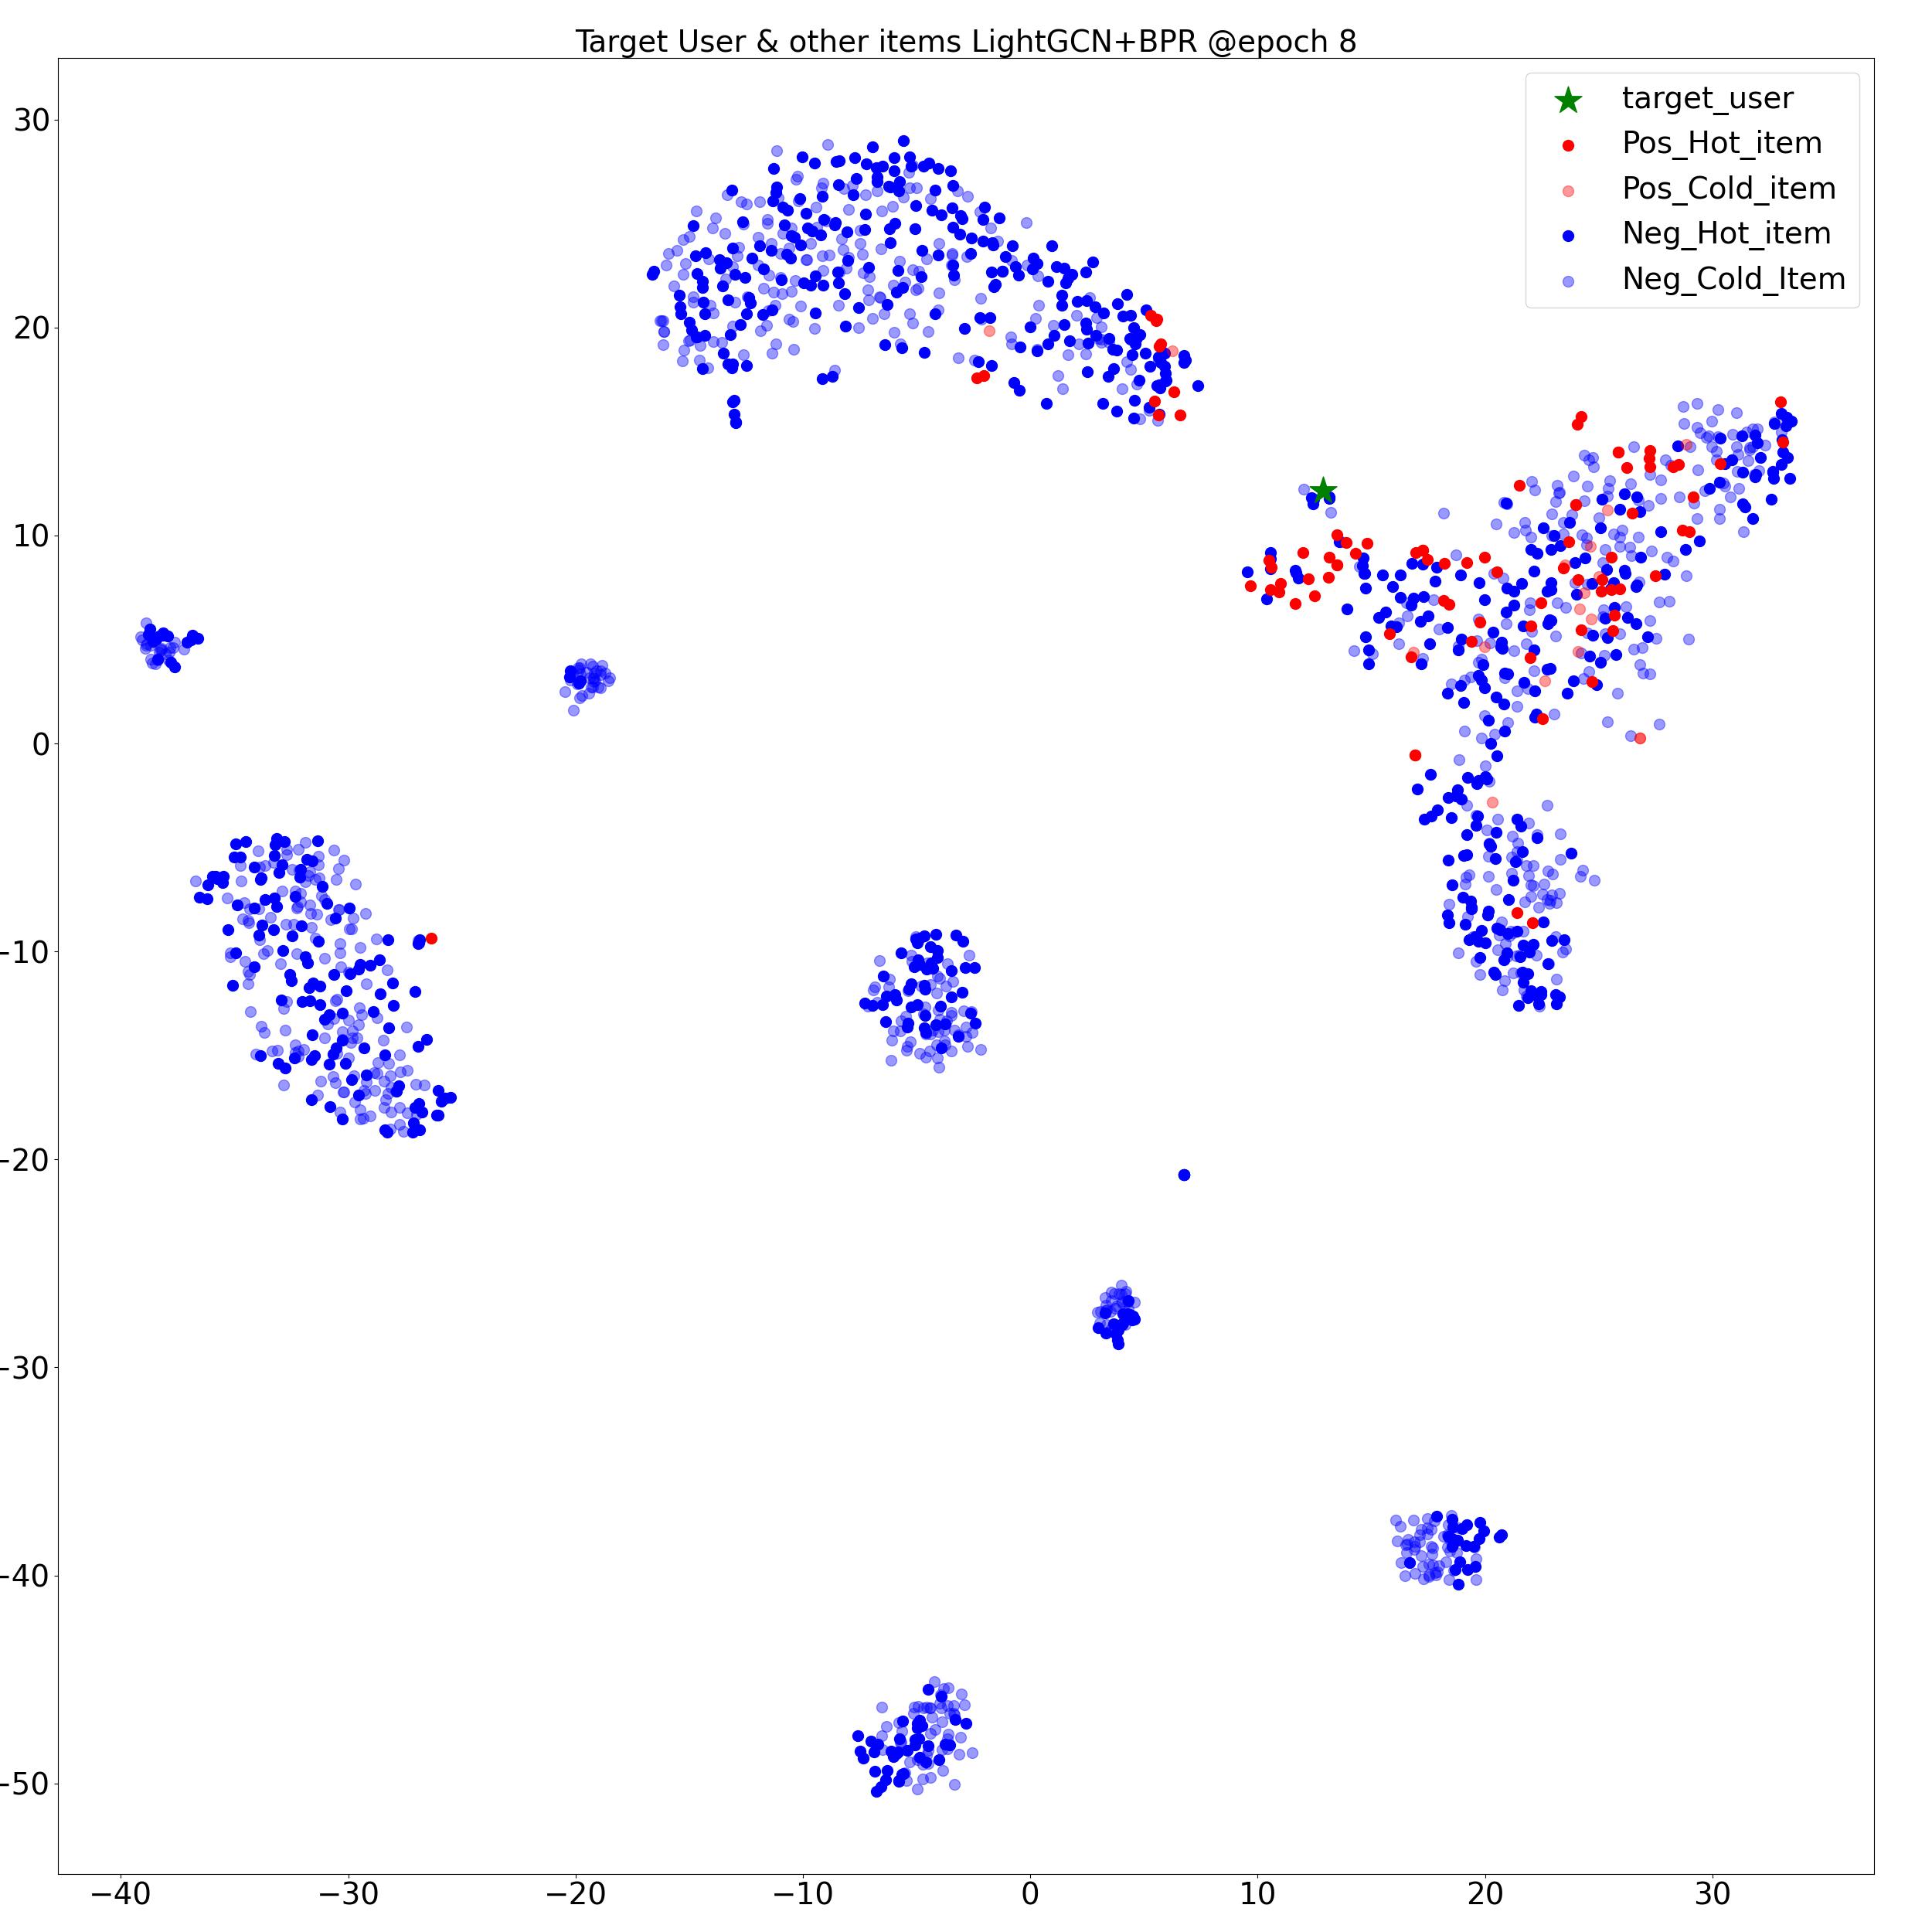 Target User & other items LightGCN+BPR @epoch 8
target_user
Pos_Hot_item
Pos_Cold_item
Neg_Hot_item
Neg_Cold_Item
30
20
10
0
−10
−20
−30
−40
−50
−40 −30 −20 −10 0 10 20 30